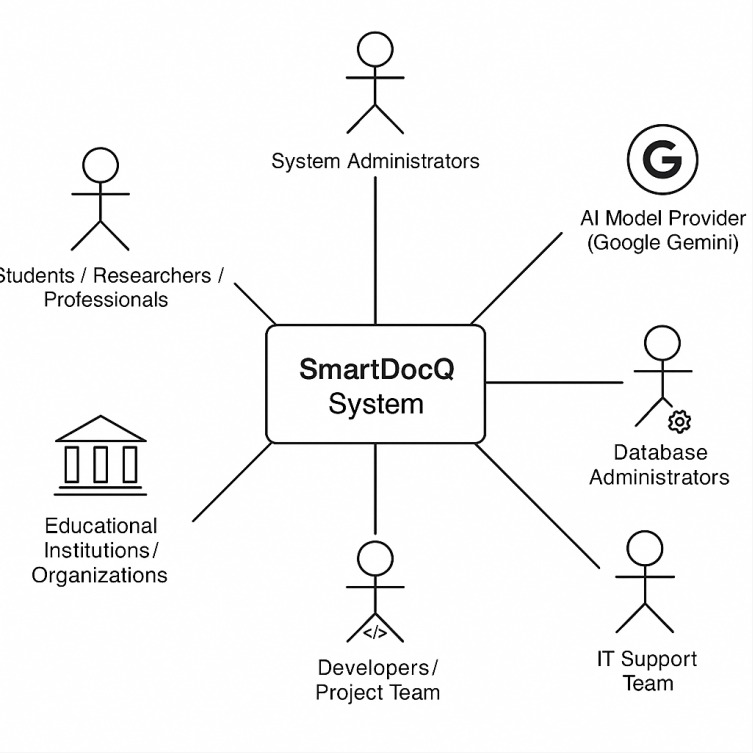 System Administrators
AI Model Provider
(Google Gemini)
Students / Researchers /
Professionals
SmartDocQ
System
Database
Administrators
Educational
Institutions/
Organizations
</>
Developers/
Project Team
IT Support
Team
G